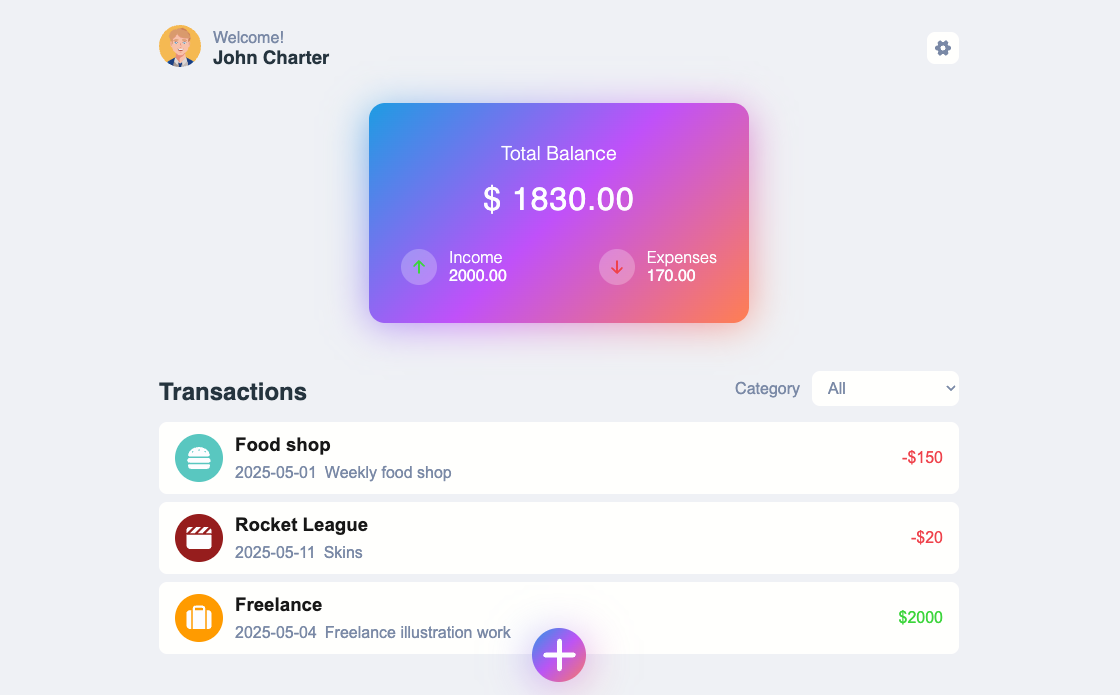 Welcome!
John Charter
Total Balance
$ 1830.00
Income
2000.00
Expenses
170.00
Transactions
Category
All
Food shop
2025-05-01 Weekly food shop
-$150
Rocket League
2025-05-11 Skins
-$20
Freelance
2025-05-04 Freelance illustration work
$2000